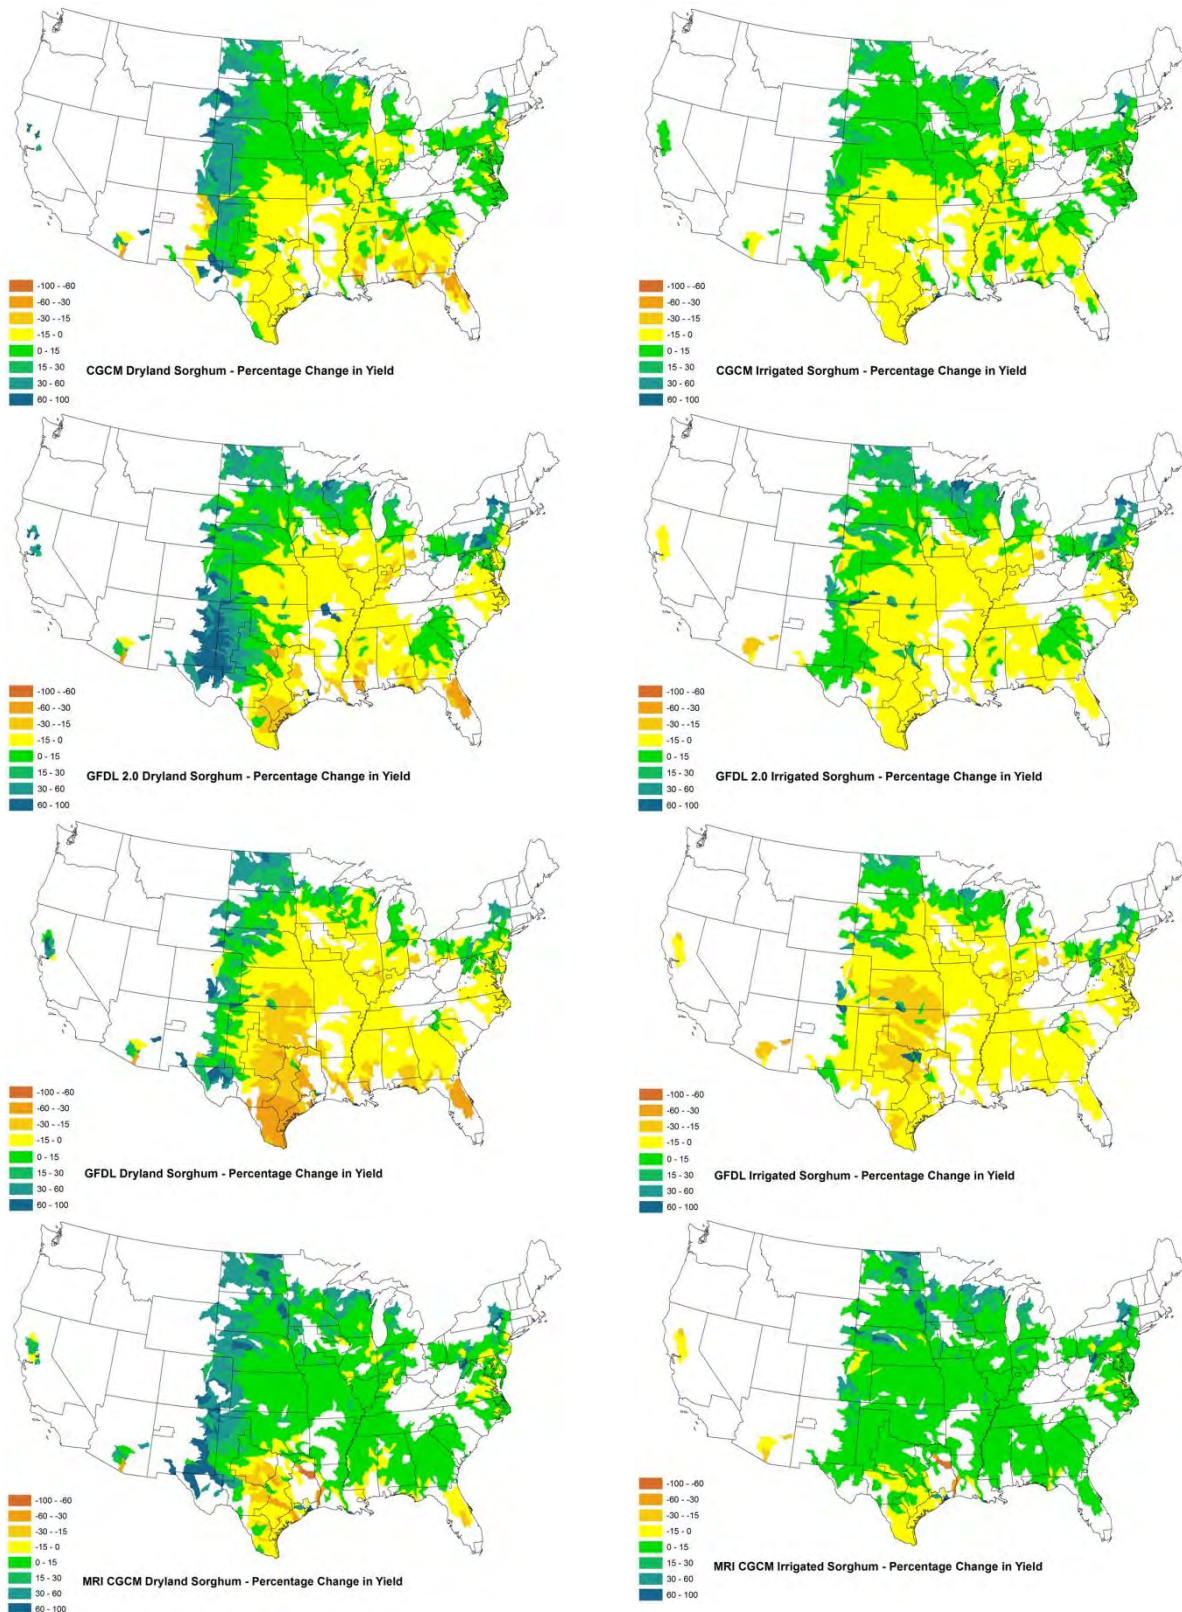 -100 - -60
-60 - -30
-30 - -15
-15 - 0
0 - 15
15 - 30
30 - 60
60 - 100
CGCM Dryland Sorghum - Percentage Change in Yield
-100 - -60
-60 - -30
-30 - -15
-15 - 0
0 - 15
15 - 30
30 - 60
60 - 100
CGCM Irrigated Sorghum - Percentage Change in Yield
-100 - -60
-60 - -30
-30 - -15
-15 - 0
0 - 15
15 - 30
30 - 60
60 - 100
GFDL 2.0 Dryland Sorghum - Percentage Change in Yield
-100 - -60
-60 - -30
-30 - -15
-15 - 0
0 - 15
15 - 30
30 - 60
60 - 100
GFDL 2.0 Irrigated Sorghum - Percentage Change in Yield
-100 - -60
-60 - -30
-30 - -15
-15 - 0
0 - 15
15 - 30
30 - 60
60 - 100
GFDL Dryland Sorghum - Percentage Change in Yield
-100 - -60
-60 - -30
-30 - -15
-15 - 0
0 - 15
15 - 30
30 - 60
60 - 100
GFDL Irrigated Sorghum - Percentage Change in Yield
-100 - -60
-60 - -30
-30 - -15
-15 - 0
0 - 15
15 - 30
30 - 60
60 - 100
MRI CGCM Dryland Sorghum - Percentage Change in Yield
-100 - -60
-60 - -30
-30 - -15
-15 - 0
0 - 15
15 - 30
30 - 60
60 - 100
MRI CGCM Irrigated Sorghum - Percentage Change in Yield